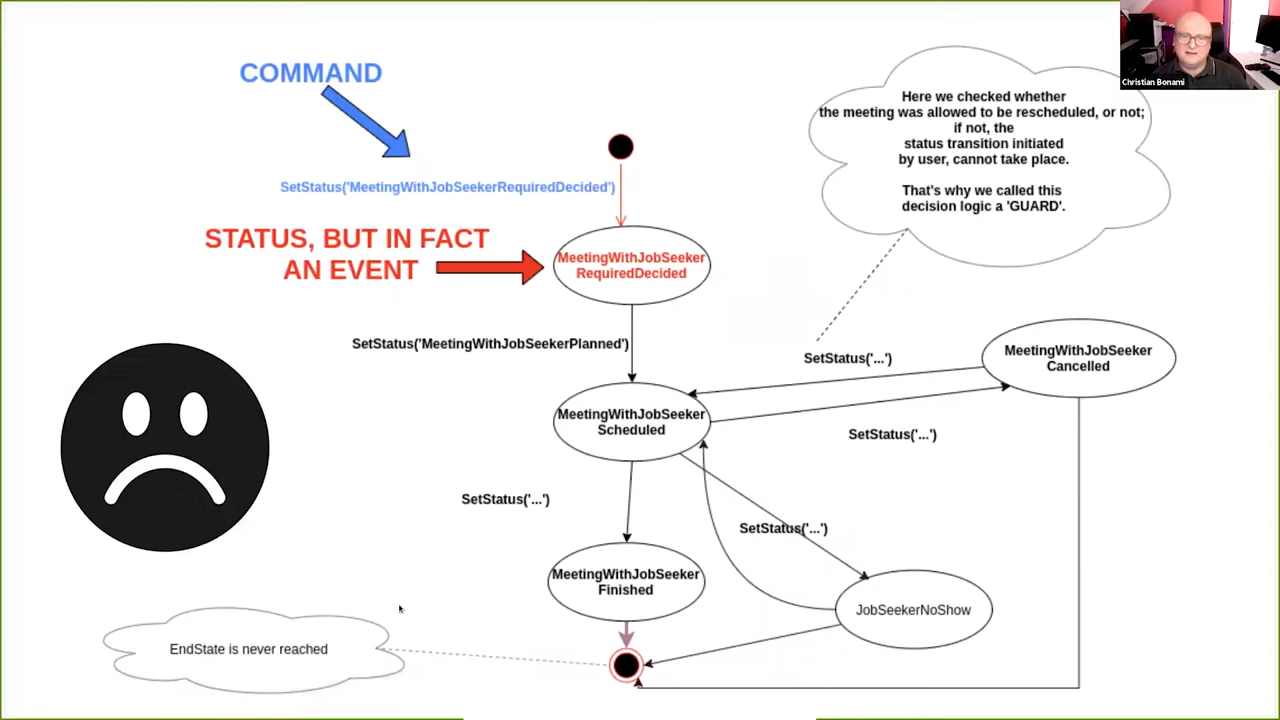 COMMAND
Christian Bonami
Here we checked whether
the meeting was allowed to be rescheduled, or not;
if not, the
status transition initiated
by user, cannot take place.
That's why we called this
decision logic a 'GUARD'.
SetStatus('MeetingWithJobSeekerRequiredDecided')
STATUS, BUT IN FACT
AN EVENT
MeetingWithJobSeeker
RequiredDecided
SetStatus('MeetingWithJobSeekerPlanned')
SetStatus('...')
MeetingWithJobSeeker
Cancelled
MeetingWithJobSeeker
Scheduled
SetStatus('...')
SetStatus('...')
SetStatus('...')
MeetingWithJobSeeker
Finished
JobSeekerNoShow
EndState is never reached